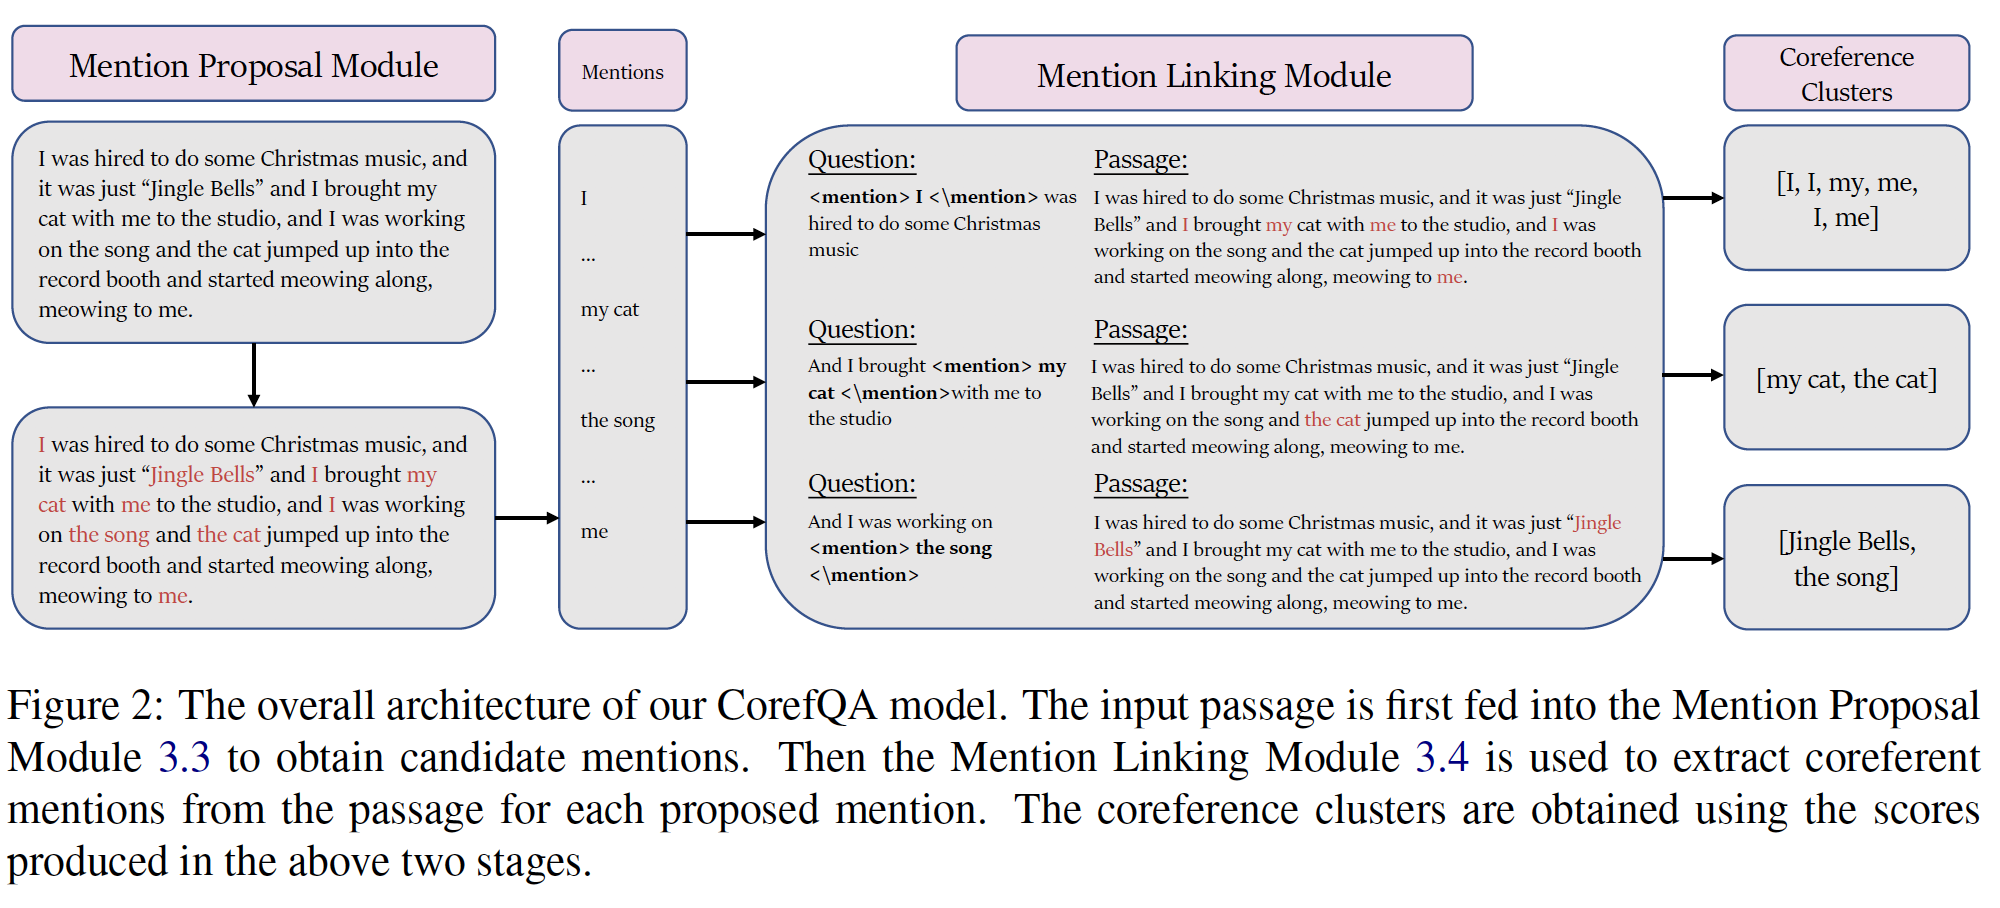 Mention Proposal Module
I was hired to do some Christmas music, and
it was just “Jingle Bells” and I brought my
cat with me to the studio, and I was working
on the song and the cat jumped up into the
record booth and started meowing along,
meowing to me.
I was hired to do some Christmas music, and
it was just “Jingle Bells” and I brought my
cat with me to the studio, and I was working
on the song and the cat jumped up into the
record booth and started meowing along,
meowing to me.
Mentions
I
...
my cat
...
the song
...
me
Mention Linking Module
Question:
<mention> I <\mention> was
hired to do some Christmas
music
Passage:
I was hired to do some Christmas music, and it was just “Jingle
Bells” and I brought my cat with me to the studio, and I was
working on the song and the cat jumped up into the record booth
and started meowing along, meowing to me.
Question:
And I brought <mention> my
cat <\mention>with me to
the studio
Passage:
I was hired to do some Christmas music, and it was just “Jingle
Bells” and I brought my cat with me to the studio, and I was
working on the song and the cat jumped up into the record booth
and started meowing along, meowing to me.
Question:
And I was working on
<mention> the song
<\mention>
Passage:
I was hired to do some Christmas music, and it was just “Jingle
Bells” and I brought my cat with me to the studio, and I was
working on the song and the cat jumped up into the record booth
and started meowing along, meowing to me.
Coreference
Clusters
[I, I, my, me,
I, me]
[my cat, the cat]
[Jingle Bells,
the song]
Figure 2: The overall architecture of our CorefQA model. The input passage is first fed into the Mention Proposal
Module 3.3 to obtain candidate mentions. Then the Mention Linking Module 3.4 is used to extract coreferent
mentions from the passage for each proposed mention. The coreference clusters are obtained using the scores
produced in the above two stages.